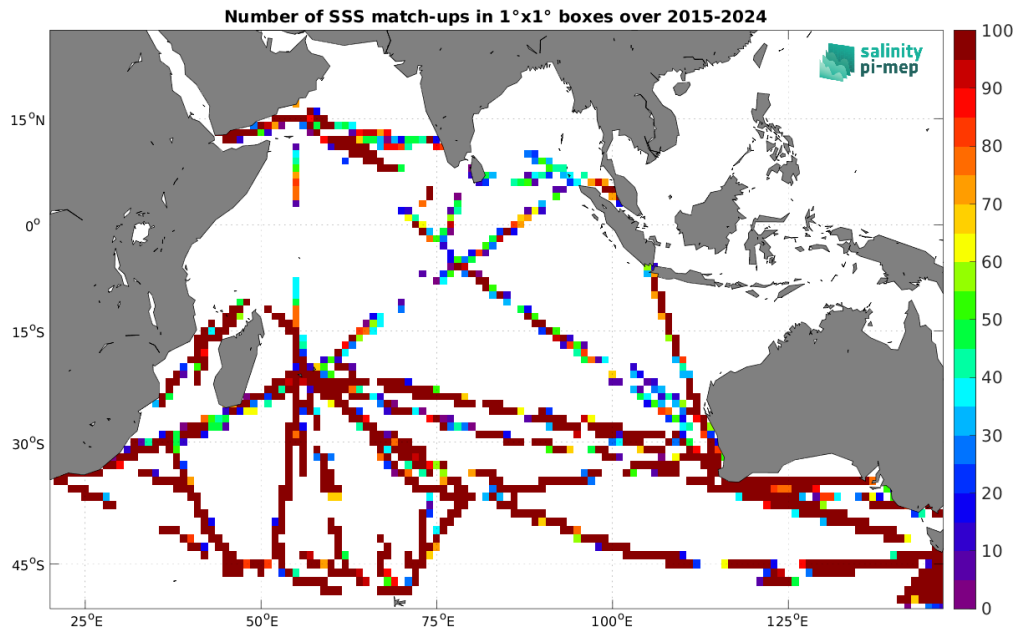 Number of SSS match-ups in 1°x1° boxes over 2015-2024
salinity
pi-mep
100
90
80
70
60
50
40
30
20
10
0
15°N
0°
15°S
30°S
45°S
25°E
50°E
75°E
100°E
125°E